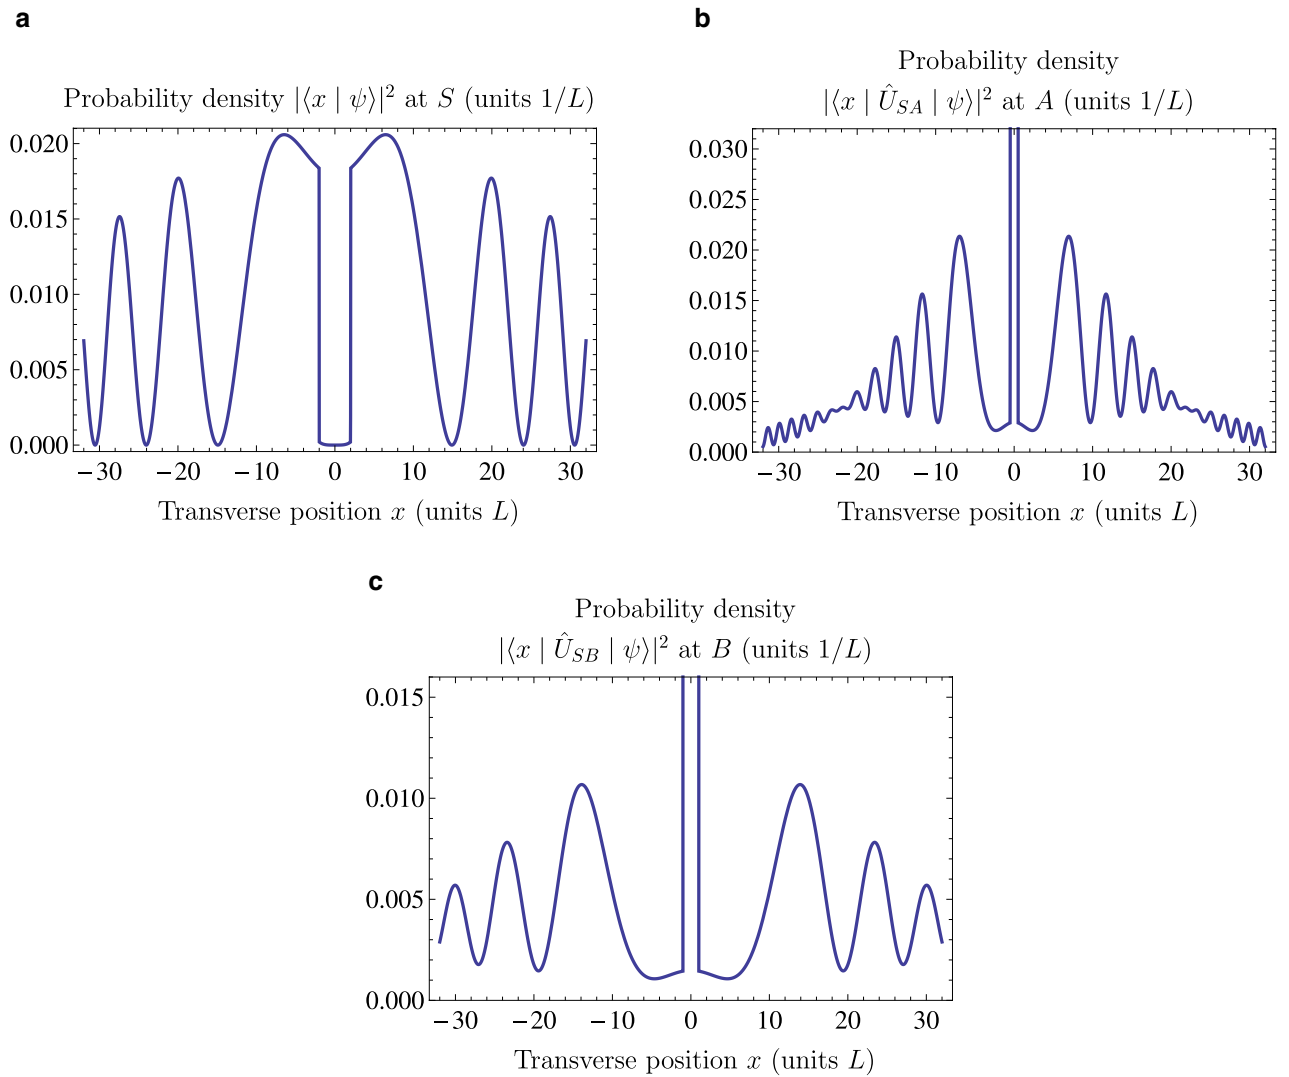 a
Probability density |⟨x | ψ⟩|² at S (units 1/L)
0.020
0.015
0.010
0.005
0.000
−30 −20 −10 0 10 20 30
Transverse position x (units L)
b
Probability density
|⟨x | Û_SA | ψ⟩|² at A (units 1/L)
0.030
0.025
0.020
0.015
0.010
0.005
0.000
−30 −20 −10 0 10 20 30
Transverse position x (units L)
c
Probability density
|⟨x | Û_SB | ψ⟩|² at B (units 1/L)
0.015
0.010
0.005
0.000
−30 −20 −10 0 10 20 30
Transverse position x (units L)